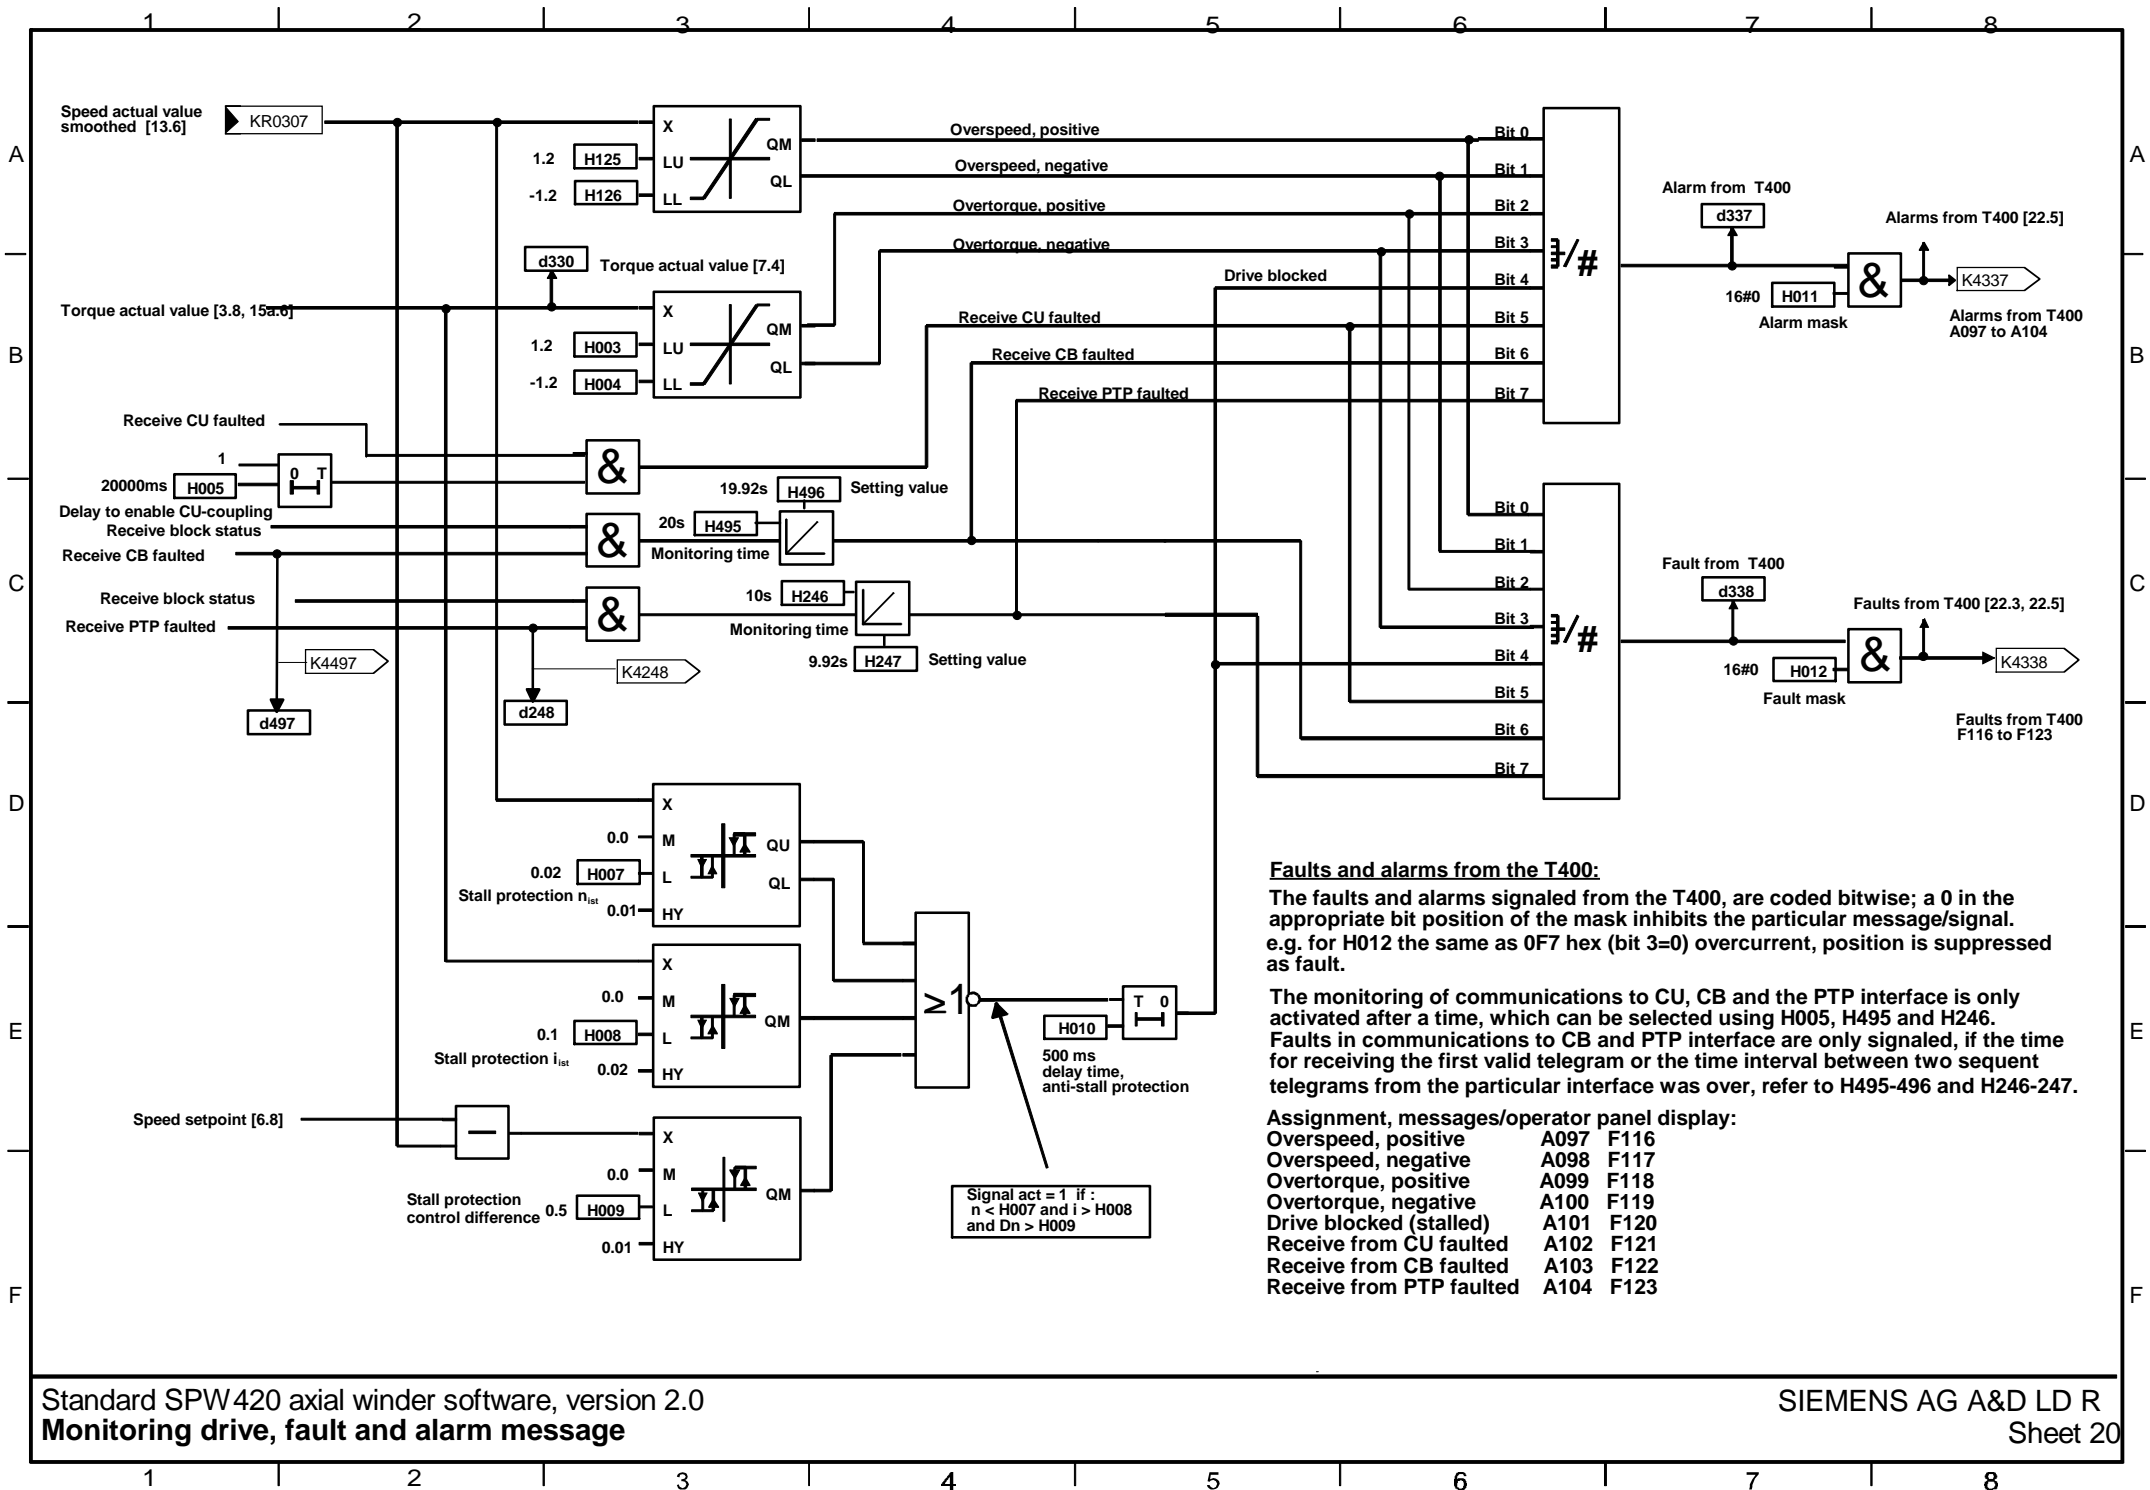 1 2 3 4 5 6 7 8
A
B
C
D
E
F
A
B
C
D
E
F
Speed actual value
smoothed [13.6]
KR0307
X
LU
LL
QM
QL
1.2 H125
-1.2 H126
Overspeed, positive
Overspeed, negative
Overtorque, positive
Overtorque, negative
Drive blocked
Receive CU faulted
Receive CB faulted
Receive PTP faulted
Bit 0
Bit 1
Bit 2
Bit 3
Bit 4
Bit 5
Bit 6
Bit 7
/#
Alarm from T400
d337
Alarms from T400 [22.5]
16#0 H011
Alarm mask
&
K4337
Alarms from T400
A097 to A104
d330
Torque actual value [7.4]
Torque actual value [3.8, 15a.6]
X
LU
LL
QM
QL
1.2 H003
-1.2 H004
Receive CU faulted
1
20000ms H005
0 T
Delay to enable CU-coupling
&
Receive block status
Receive CB faulted
&
19.92s H496 Setting value
20s H495
Monitoring time
Receive block status
Receive PTP faulted
&
10s H246
Monitoring time
9.92s H247 Setting value
K4497
d497
K4248
d248
Bit 0
Bit 1
Bit 2
Bit 3
Bit 4
Bit 5
Bit 6
Bit 7
/#
Fault from T400
d338
Faults from T400 [22.3, 22.5]
16#0 H012
Fault mask
&
K4338
Faults from T400
F116 to F123
X
0.0 M
0.02 H007 L
Stall protection nist
0.01 HY
QU
QL
X
0.0 M
0.1 H008 L
Stall protection iist
0.02 HY
QM
Speed setpoint [6.8]
X
0.0 M
Stall protection
control difference 0.5 H009 L
0.01 HY
QM
≥1
T 0
H010
500 ms
delay time,
anti-stall protection
Signal act = 1 if :
n < H007 and i > H008
and Dn > H009
Faults and alarms from the T400:
The faults and alarms signaled from the T400, are coded bitwise; a 0 in the
appropriate bit position of the mask inhibits the particular message/signal.
e.g. for H012 the same as 0F7 hex (bit 3=0) overcurrent, position is suppressed
as fault.
The monitoring of communications to CU, CB and the PTP interface is only
activated after a time, which can be selected using H005, H495 and H246.
Faults in communications to CB and PTP interface are only signaled, if the time
for receiving the first valid telegram or the time interval between two sequent
telegrams from the particular interface was over, refer to H495-496 and H246-247.
Assignment, messages/operator panel display:
Overspeed, positive A097 F116
Overspeed, negative A098 F117
Overtorque, positive A099 F118
Overtorque, negative A100 F119
Drive blocked (stalled) A101 F120
Receive from CU faulted A102 F121
Receive from CB faulted A103 F122
Receive from PTP faulted A104 F123
Standard SPW420 axial winder software, version 2.0
Monitoring drive, fault and alarm message
SIEMENS AG A&D LD R
Sheet 20
1 2 3 4 5 6 7 8